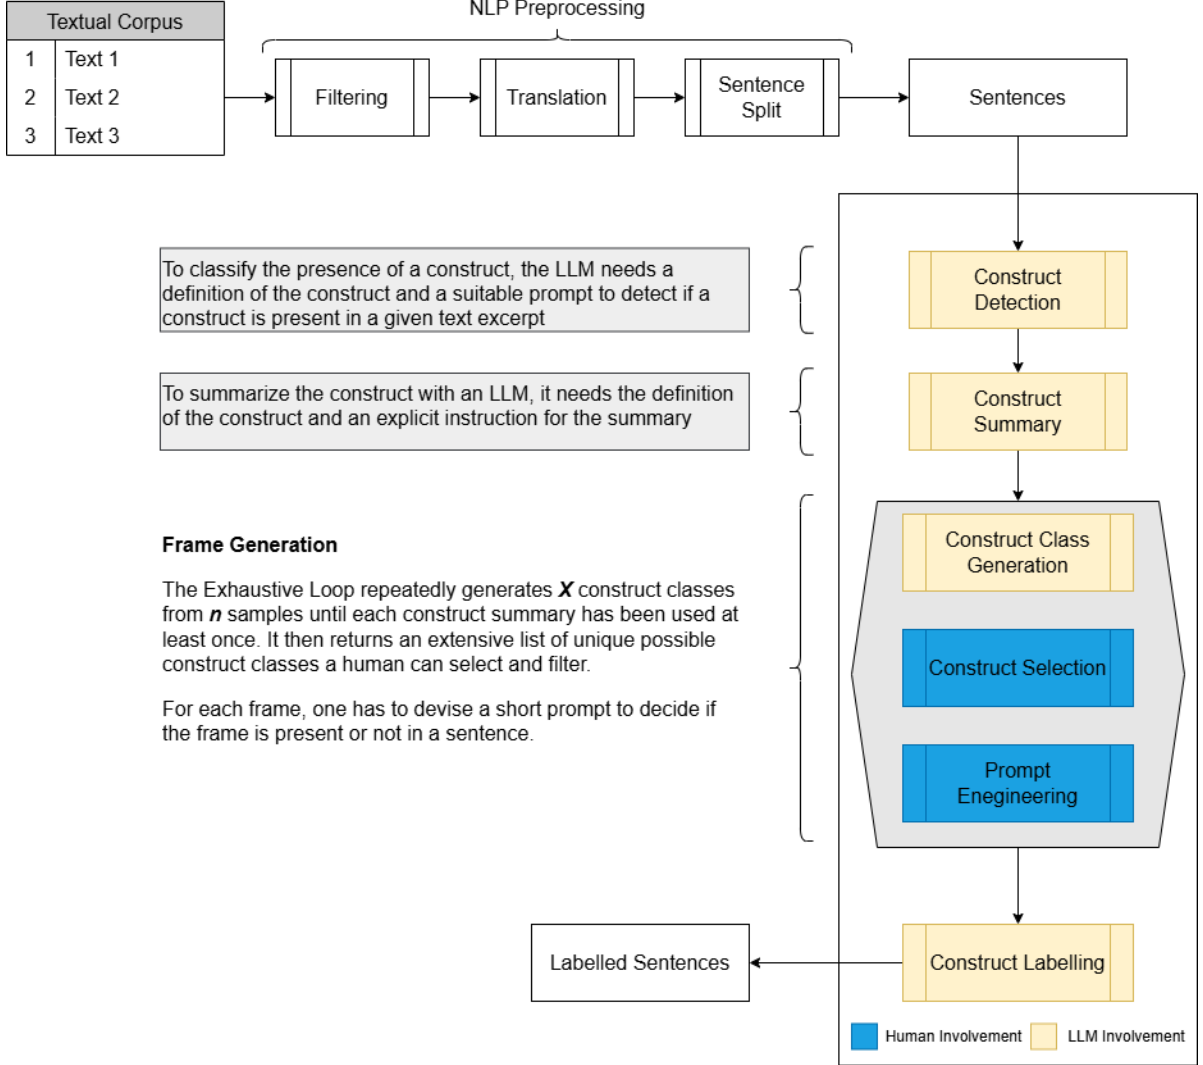 NLP Preprocessing
Textual Corpus
1 Text 1
2 Text 2
3 Text 3
Filtering
Translation
Sentence
Split
Sentences
To classify the presence of a construct, the LLM needs a
definition of the construct and a suitable prompt to detect if a
construct is present in a given text excerpt
Construct
Detection
To summarize the construct with an LLM, it needs the definition
of the construct and an explicit instruction for the summary
Construct
Summary
Frame Generation
The Exhaustive Loop repeatedly generates X construct classes
from n samples until each construct summary has been used at
least once. It then returns an extensive list of unique possible
construct classes a human can select and filter.
For each frame, one has to devise a short prompt to decide if
the frame is present or not in a sentence.
Construct Class
Generation
Construct Selection
Prompt
Enegineering
Construct Labelling
Labelled Sentences
Human Involvement
LLM Involvement